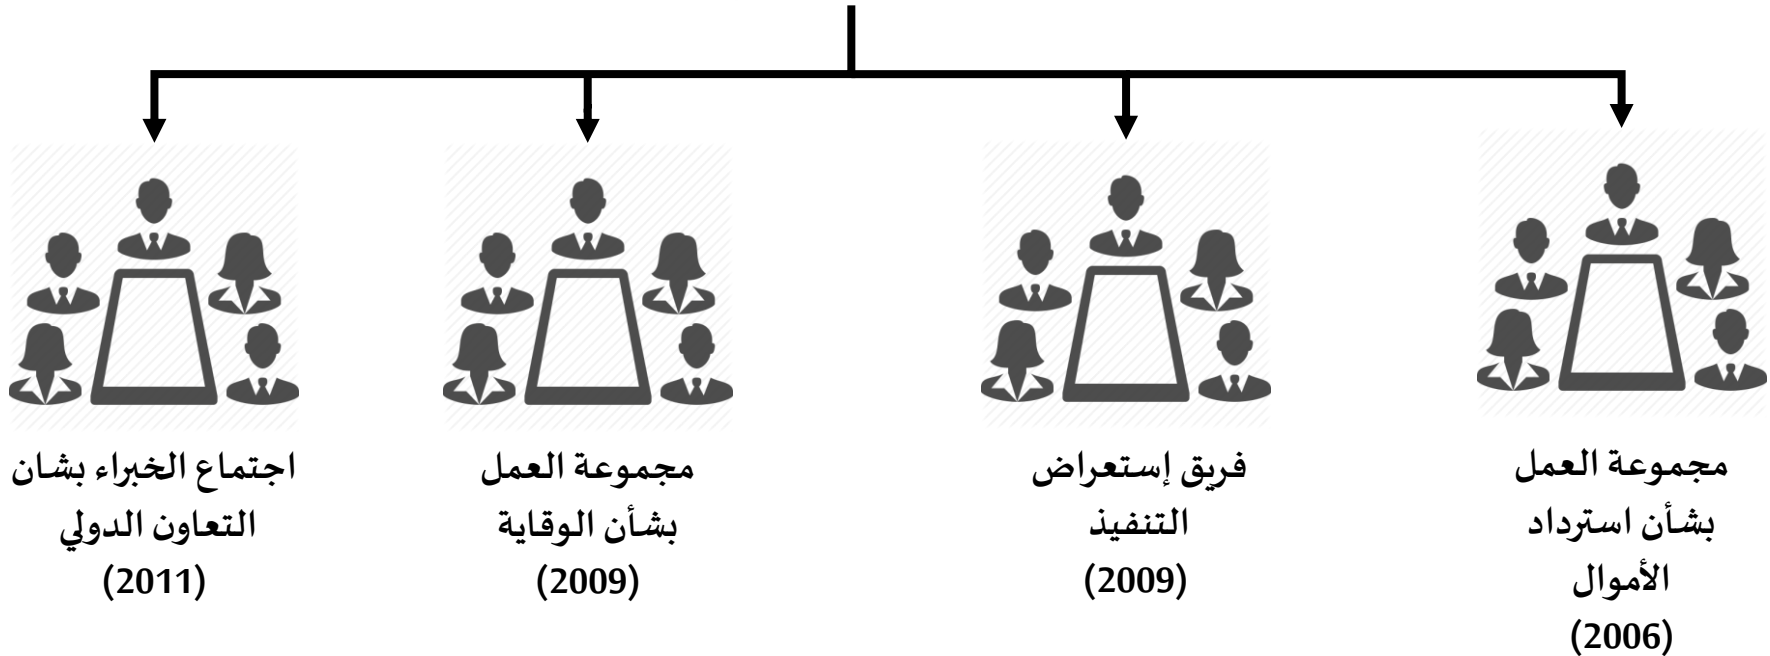 مجموعة العمل
بشأن استرداد
الأموال
(2006)
فريق إستعراض
التنفيذ
(2009)
مجموعة العمل
بشأن الوقاية
(2009)
اجتماع الخبراء بشان
التعاون الدولي
(2011)